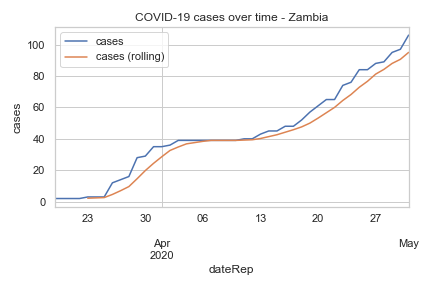 COVID-19 cases over time - Zambia
cases
cases (rolling)
100
80
60
40
20
0
cases
23
30
06
13
20
27
Apr
2020
May
dateRep